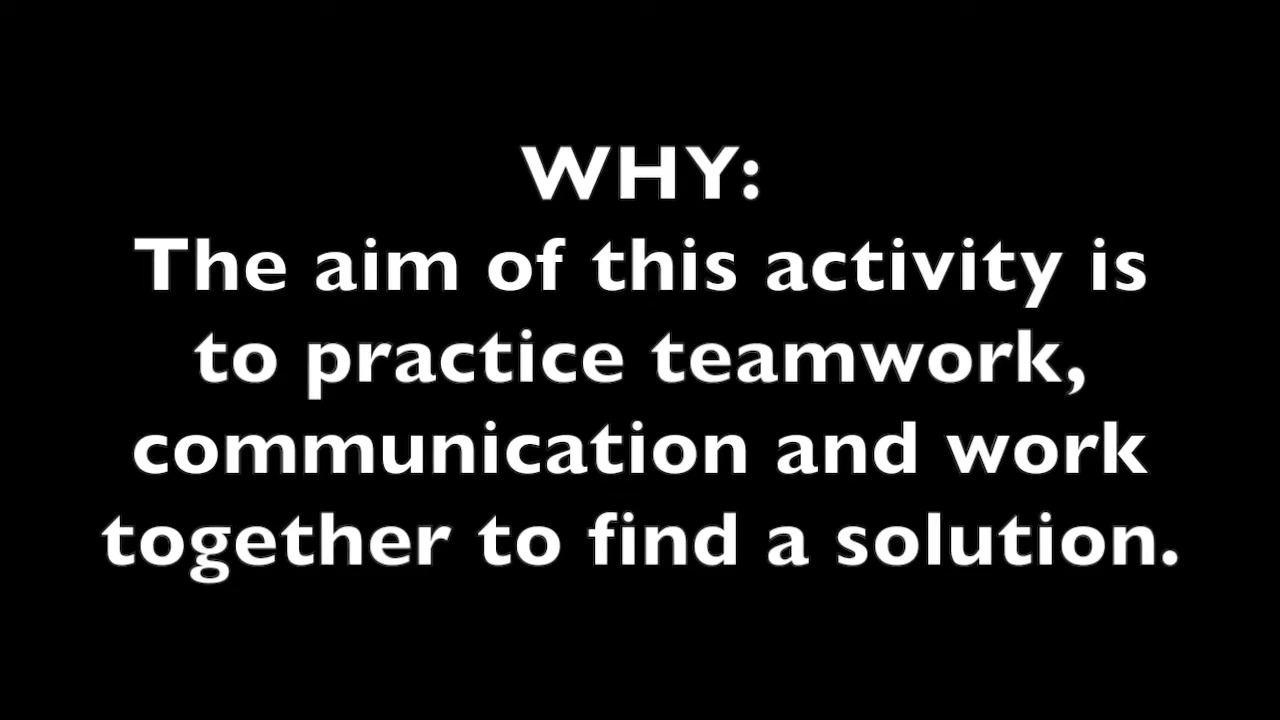 WHY:
The aim of this activity is
to practice teamwork,
communication and work
together to find a solution.